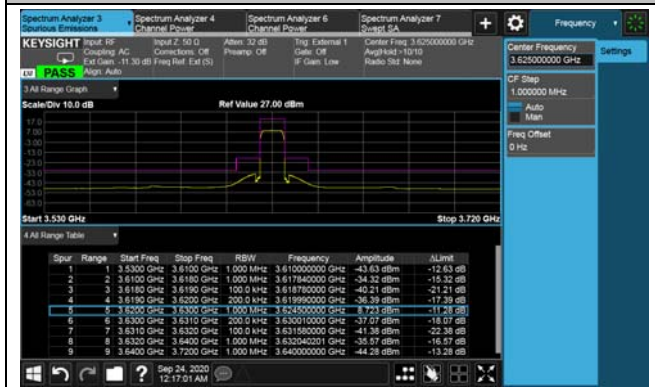 Spectrum Analyzer 3
Spurious Emissions
Spectrum Analyzer 4
Channel Power
Spectrum Analyzer 6
Channel Power
Spectrum Analyzer 7
Swept SA
Frequency
KEYSIGHT
Input: RF
Coupling: AC
Ext Gain: -11.30 dB
Align: Auto
Input Z: 50 Ω
Corrections: Off
Freq Ref: Ext (S)
Atten: 32 dB
Preamp: Off
Trig: External 1
Gate: Off
IF Gain: Low
Center Freq: 3.625000000 GHz
Avg|Hold:>10/10
Radio Std: None
PASS
Center Frequency
3.625000000 GHz
Settings
CF Step
1.000000 MHz
Auto
Man
Freq Offset
0 Hz
3 All Range Graph
Scale/Div 10.0 dB
Ref Value 27.00 dBm
17.0
7.00
-3.00
-13.0
-23.0
-33.0
-43.0
-53.0
-63.0
Start 3.530 GHz
Stop 3.720 GHz
4 All Range Table
Spur Range Start Freq Stop Freq RBW Frequency Amplitude ΔLimit
1 1 3.5300 GHz 3.6100 GHz 1.000 MHz 3.610000000 GHz -43.63 dBm -12.63 dB
2 2 3.6100 GHz 3.6180 GHz 1.000 MHz 3.617840000 GHz -34.32 dBm -15.32 dB
3 3 3.6180 GHz 3.6190 GHz 100.0 kHz 3.618780000 GHz -40.21 dBm -21.21 dB
4 4 3.6190 GHz 3.6200 GHz 200.0 kHz 3.619990000 GHz -36.39 dBm -17.39 dB
5 5 3.6200 GHz 3.6300 GHz 1.000 MHz 3.624500000 GHz 8.723 dBm -11.28 dB
6 6 3.6300 GHz 3.6310 GHz 200.0 kHz 3.630010000 GHz -37.07 dBm -18.07 dB
7 7 3.6310 GHz 3.6320 GHz 100.0 kHz 3.631580000 GHz -41.38 dBm -22.38 dB
8 8 3.6320 GHz 3.6400 GHz 1.000 MHz 3.632040201 GHz -35.57 dBm -16.57 dB
9 9 3.6400 GHz 3.7200 GHz 1.000 MHz 3.640000000 GHz -44.28 dBm -13.28 dB
Sep 24, 2020
12:17:01 AM